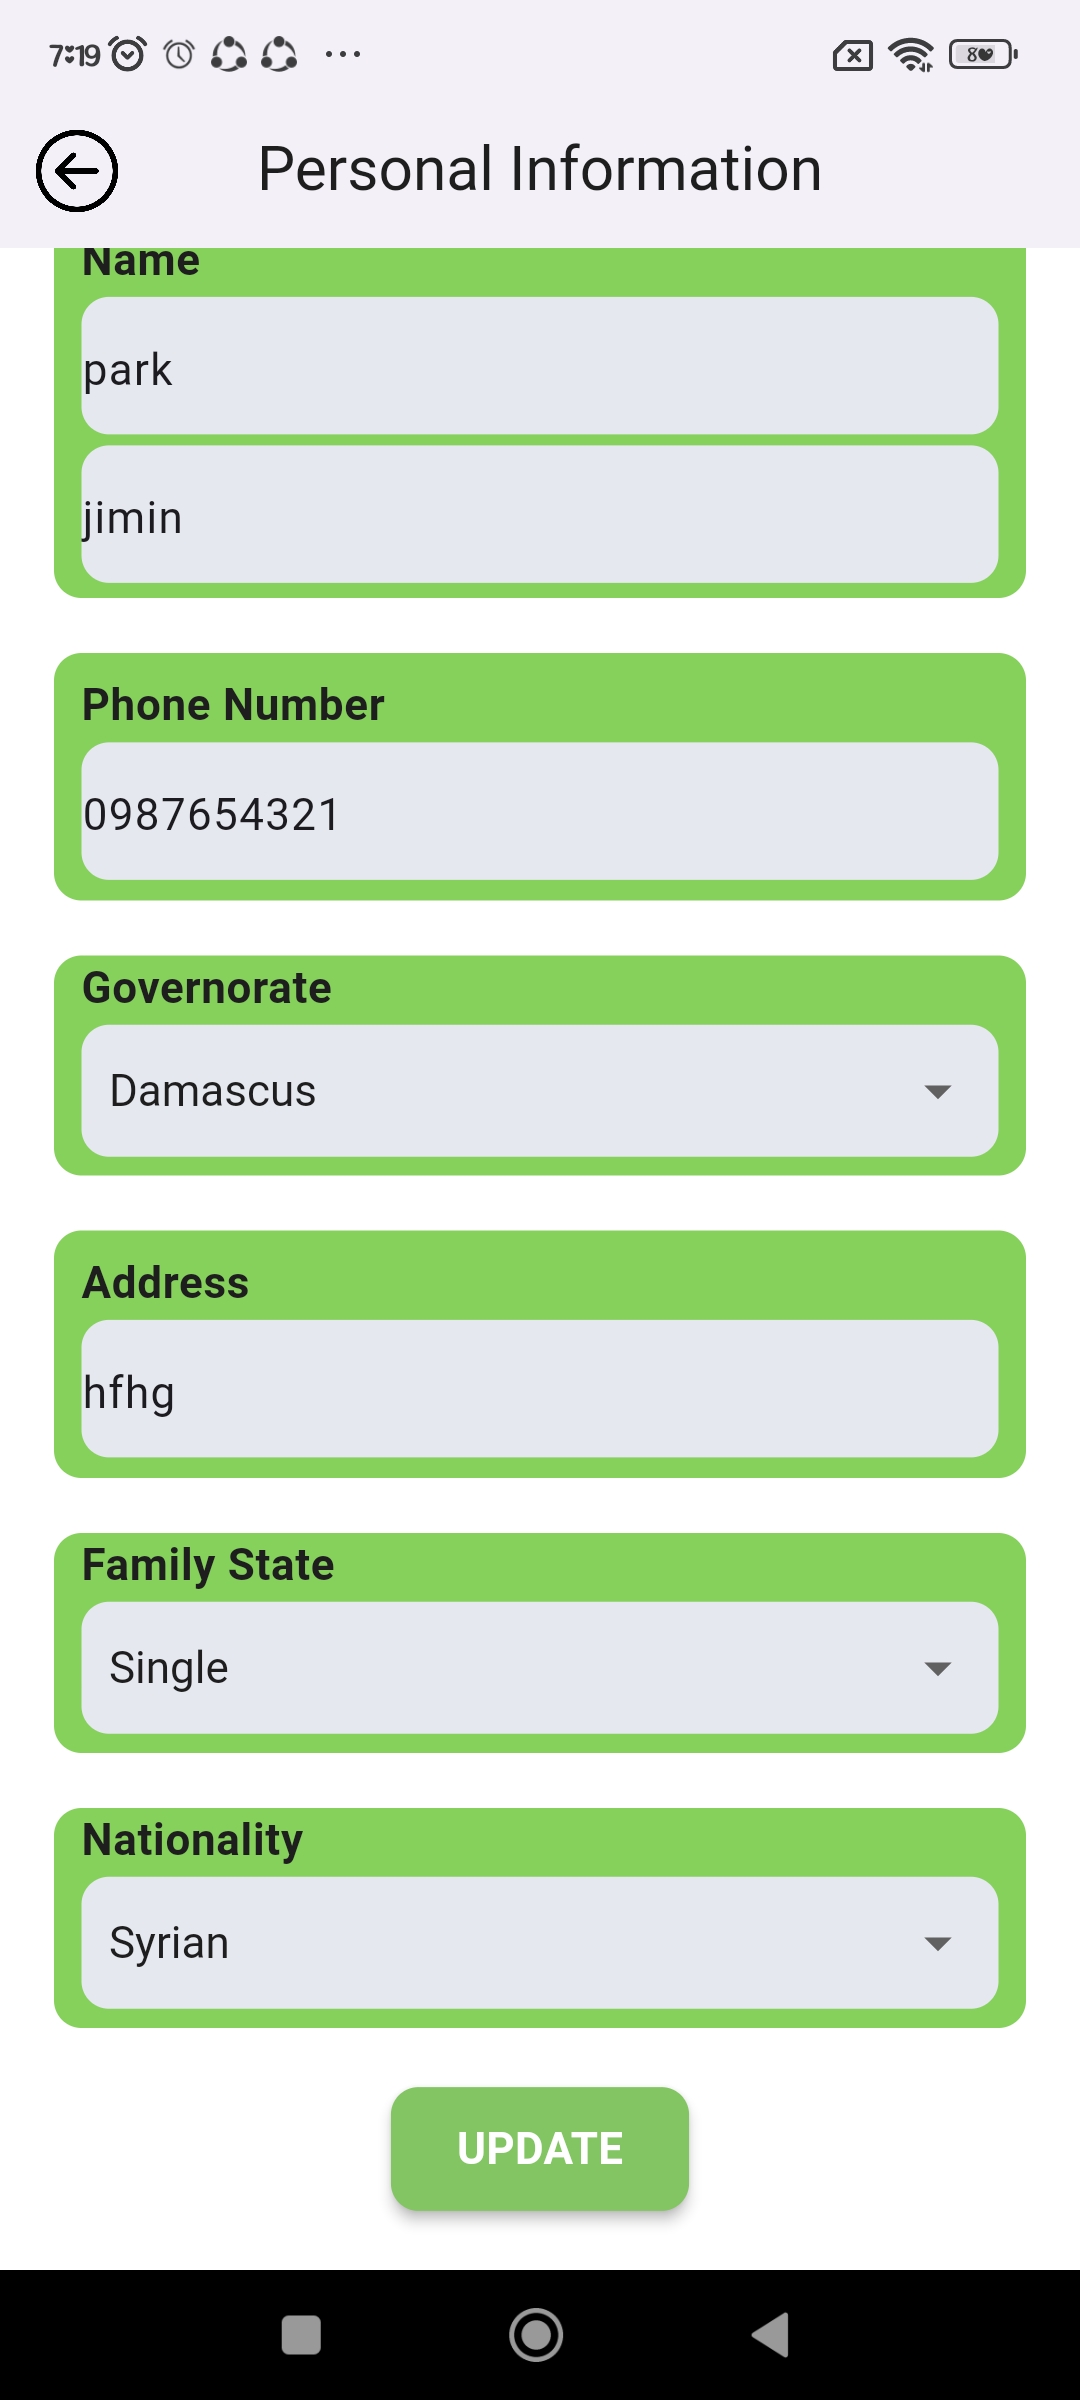 7:19
80
Personal Information
Name
park
jimin
Phone Number
0987654321
Governorate
Damascus
Address
hfhg
Family State
Single
Nationality
Syrian
UPDATE